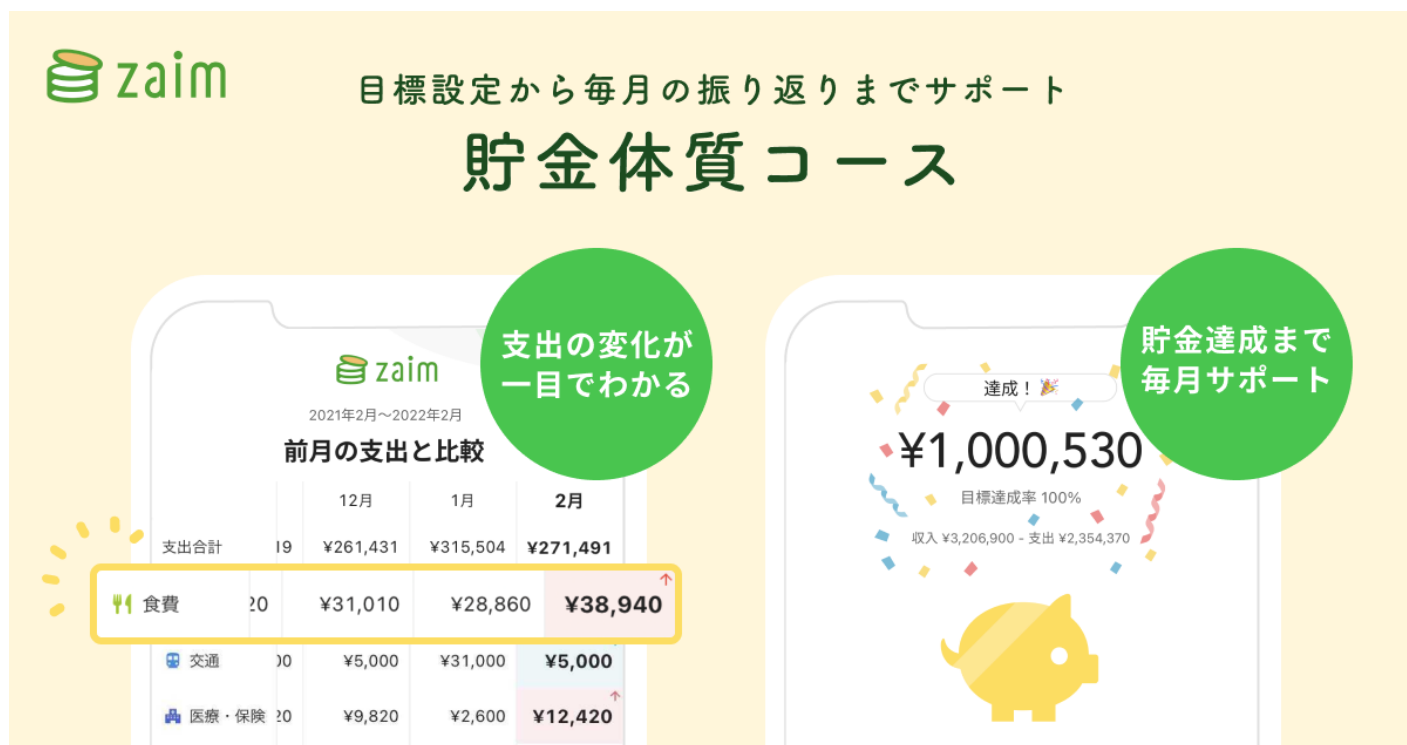 zaim
目標設定から毎月の振り返りまでサポート
貯金体質コース
支出の変化が
一目でわかる
zaim
2021年2月〜2022年2月
前月の支出と比較
12月 1月 2月
支出合計 19 ¥261,431 ¥315,504 ¥271,491
食費 20 ¥31,010 ¥28,860 ¥38,940 ↑
交通 00 ¥5,000 ¥31,000 ¥5,000
医療・保険 20 ¥9,820 ¥2,600 ¥12,420 ↑
貯金達成まで
毎月サポート
達成！🎉
¥1,000,530
目標達成率 100%
収入 ¥3,206,900 - 支出 ¥2,354,370